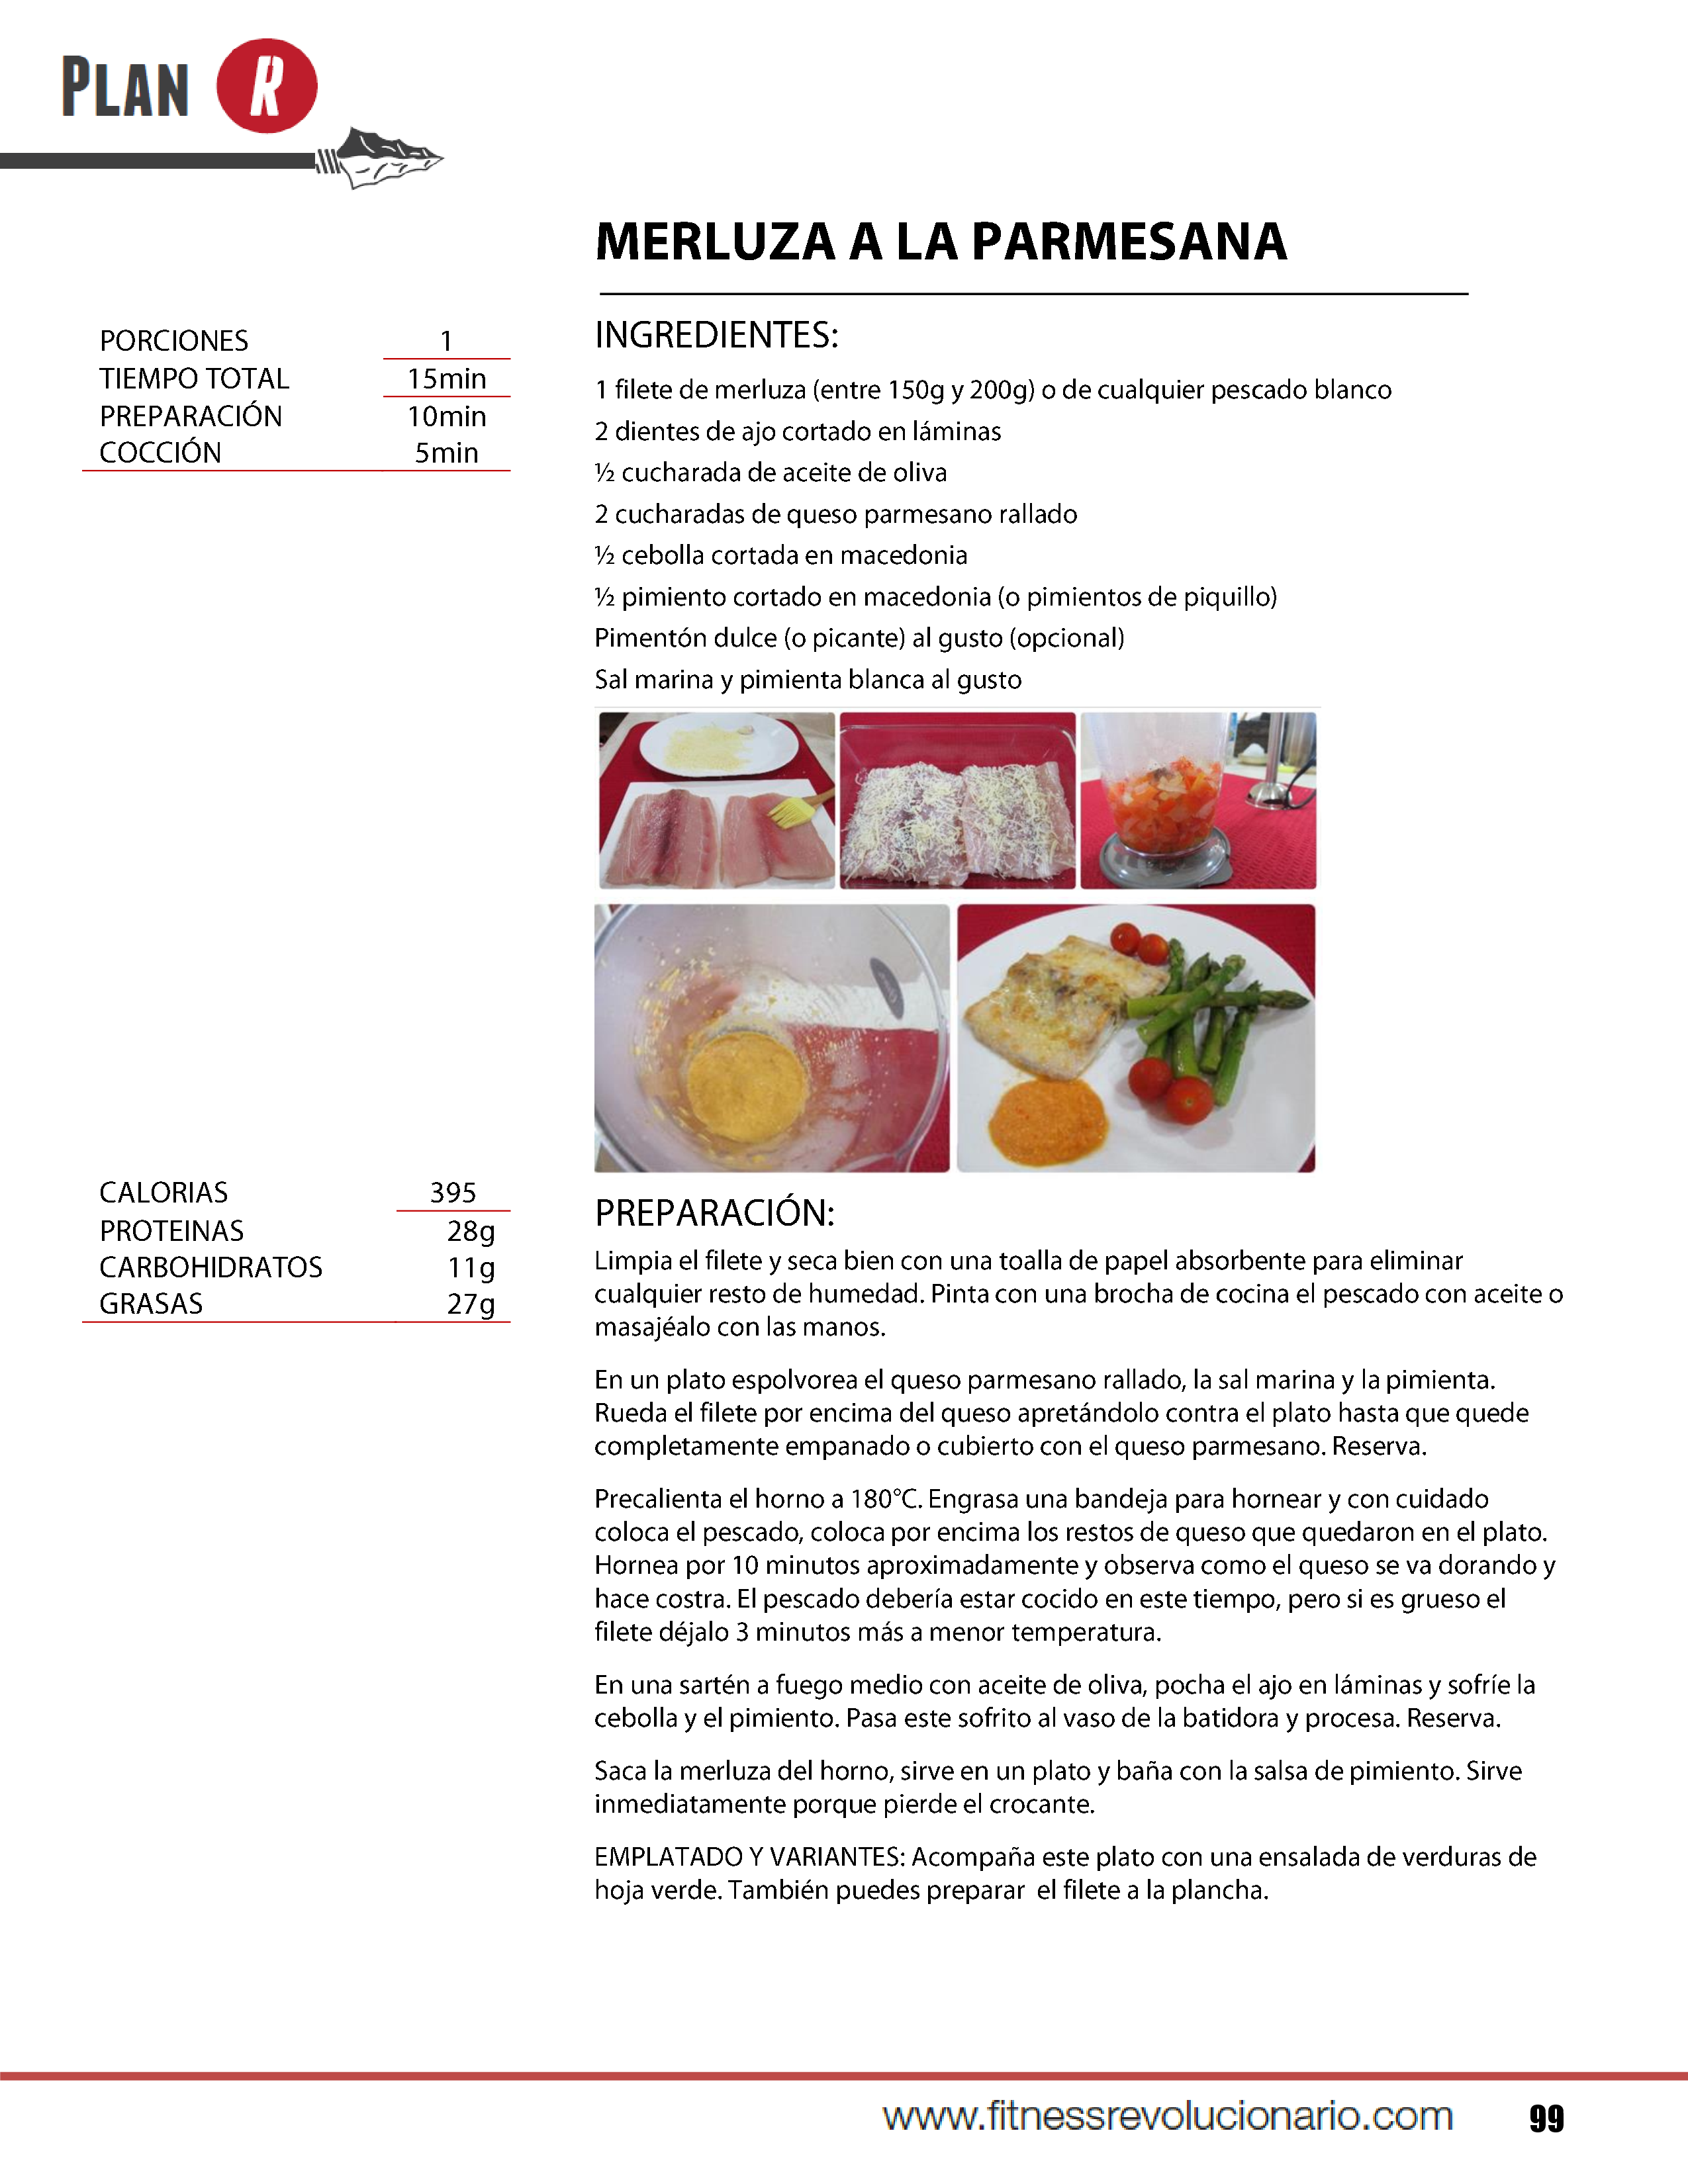 PLAN R
MERLUZA A LA PARMESANA
PORCIONES 1
TIEMPO TOTAL 15min
PREPARACIÓN 10min
COCCIÓN 5min
INGREDIENTES:
1 filete de merluza (entre 150g y 200g) o de cualquier pescado blanco
2 dientes de ajo cortado en láminas
½ cucharada de aceite de oliva
2 cucharadas de queso parmesano rallado
½ cebolla cortada en macedonia
½ pimiento cortado en macedonia (o pimientos de piquillo)
Pimentón dulce (o picante) al gusto (opcional)
Sal marina y pimienta blanca al gusto
CALORIAS 395
PROTEINAS 28g
CARBOHIDRATOS 11g
GRASAS 27g
PREPARACIÓN:
Limpia el filete y seca bien con una toalla de papel absorbente para eliminar
cualquier resto de humedad. Pinta con una brocha de cocina el pescado con aceite o
masajéalo con las manos.
En un plato espolvorea el queso parmesano rallado, la sal marina y la pimienta.
Rueda el filete por encima del queso apretándolo contra el plato hasta que quede
completamente empanado o cubierto con el queso parmesano. Reserva.
Precalienta el horno a 180°C. Engrasa una bandeja para hornear y con cuidado
coloca el pescado, coloca por encima los restos de queso que quedaron en el plato.
Hornea por 10 minutos aproximadamente y observa como el queso se va dorando y
hace costra. El pescado debería estar cocido en este tiempo, pero si es grueso el
filete déjalo 3 minutos más a menor temperatura.
En una sartén a fuego medio con aceite de oliva, pocha el ajo en láminas y sofríe la
cebolla y el pimiento. Pasa este sofrito al vaso de la batidora y procesa. Reserva.
Saca la merluza del horno, sirve en un plato y baña con la salsa de pimiento. Sirve
inmediatamente porque pierde el crocante.
EMPLATADO Y VARIANTES: Acompaña este plato con una ensalada de verduras de
hoja verde. También puedes preparar  el filete a la plancha.
www.fitnessrevolucionario.com 99